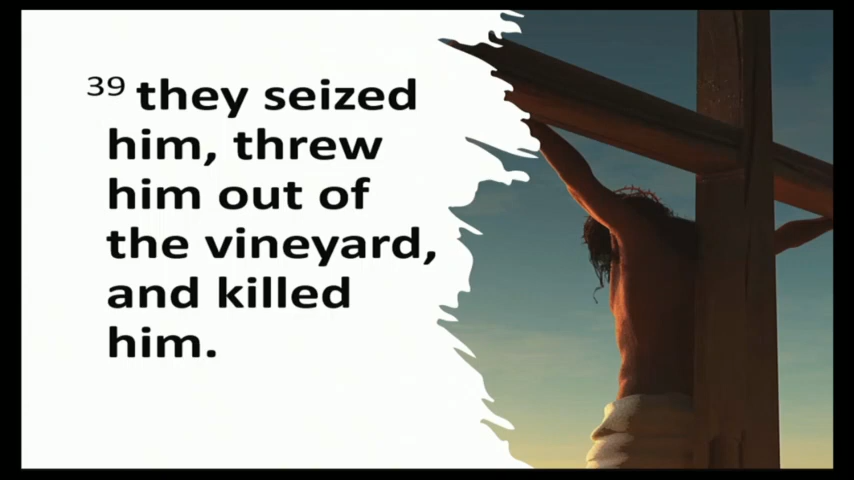 39 they seized
him, threw
him out of
the vineyard,
and killed
him.